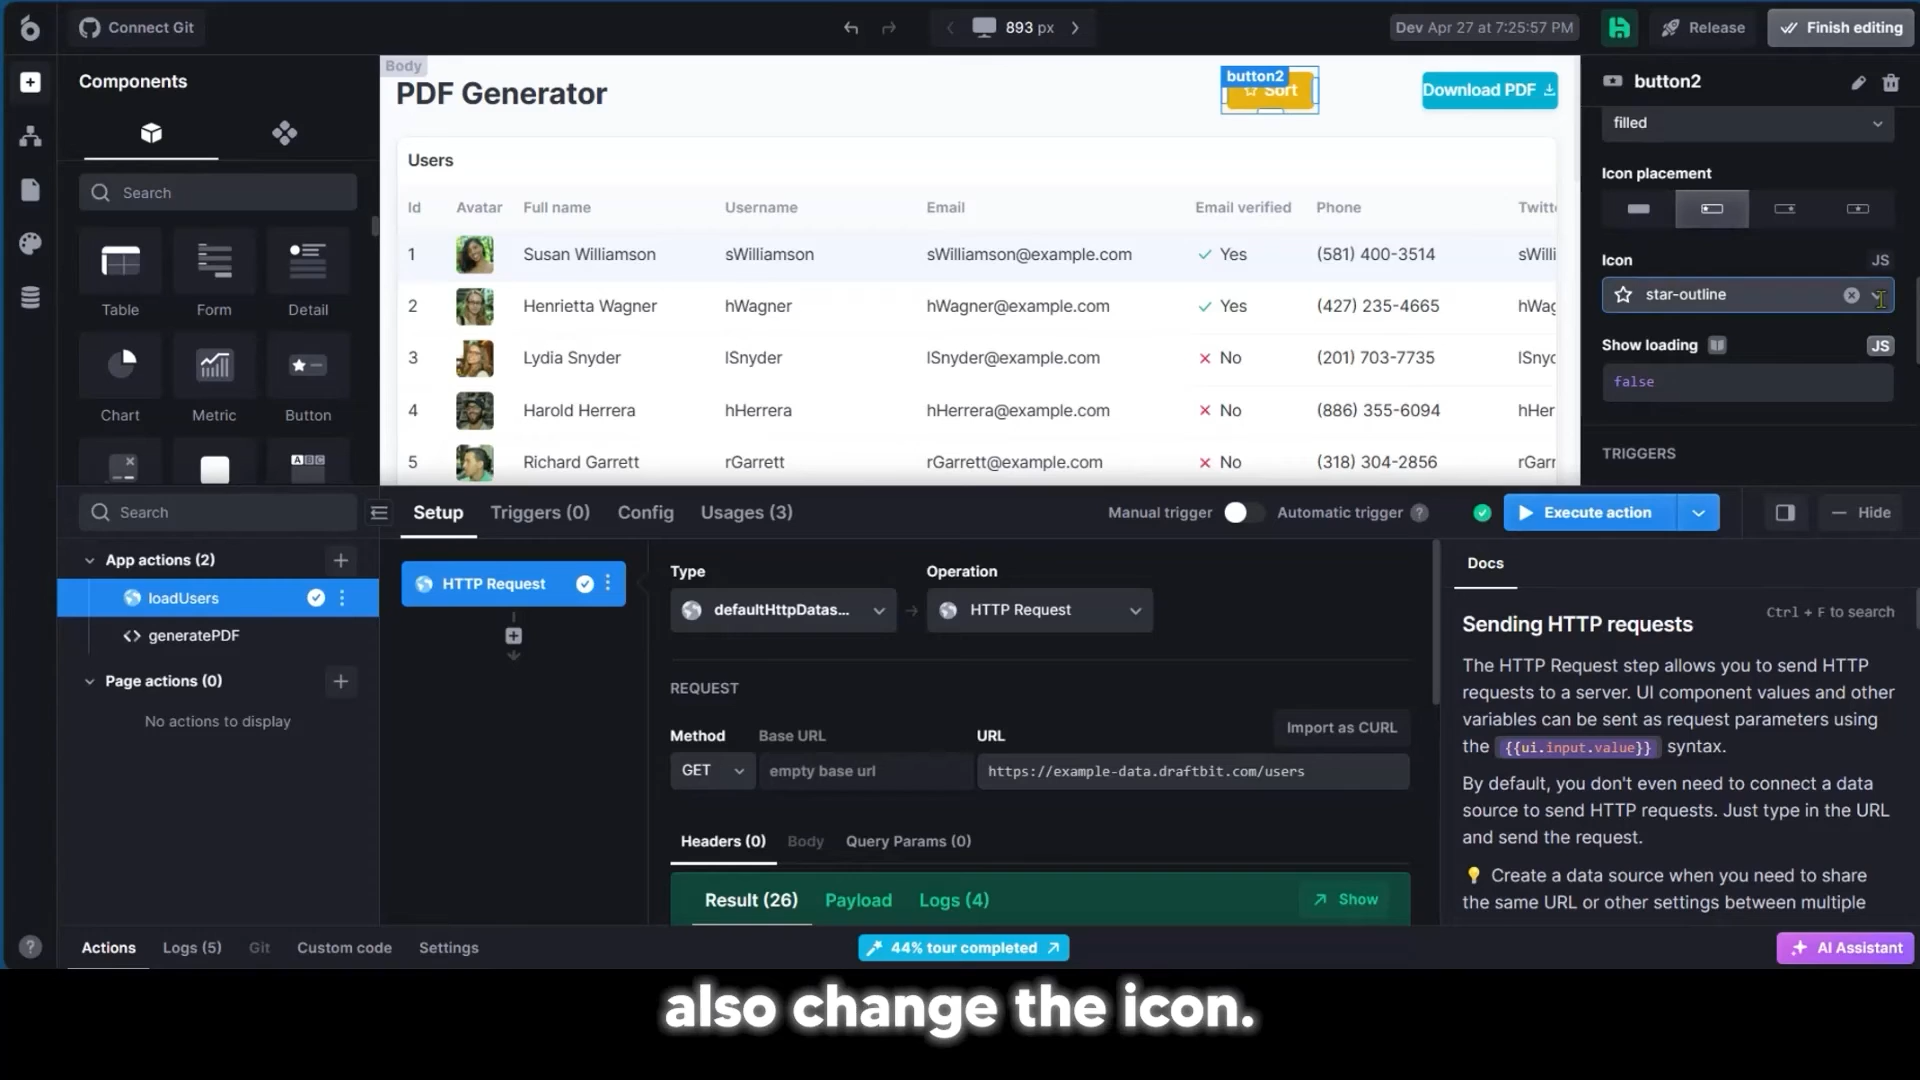 Connect Git
893 px
Dev Apr 27 at 7:25:57 PM
Release
Finish editing
Components
Search
Table
Form
Detail
Chart
Metric
Button
Body
PDF Generator
button2
Sort
Download PDF
Users
Id Avatar Full name Username Email Email verified Phone Twitt
1 Susan Williamson sWilliamson sWilliamson@example.com Yes (581) 400-3514 sWilli
2 Henrietta Wagner hWagner hWagner@example.com Yes (427) 235-4665 hWag
3 Lydia Snyder lSnyder lSnyder@example.com No (201) 703-7735 lSnyd
4 Harold Herrera hHerrera hHerrera@example.com No (886) 355-6094 hHer
5 Richard Garrett rGarrett rGarrett@example.com No (318) 304-2856 rGarr
button2
filled
Icon placement
Icon JS
star-outline
Show loading JS
false
TRIGGERS
Search
App actions (2)
loadUsers
generatePDF
Page actions (0)
No actions to display
Setup Triggers (0) Config Usages (3)
Manual trigger Automatic trigger ?
Execute action
Hide
HTTP Request
Type Operation
defaultHttpDatas... HTTP Request
REQUEST
Import as CURL
Method Base URL URL
GET empty base url https://example-data.draftbit.com/users
Headers (0) Body Query Params (0)
Result (26) Payload Logs (4) Show
Docs
Ctrl + F to search
Sending HTTP requests
The HTTP Request step allows you to send HTTP
requests to a server. UI component values and other
variables can be sent as request parameters using
the {{ui.input.value}} syntax.
By default, you don't even need to connect a data
source to send HTTP requests. Just type in the URL
and send the request.
Create a data source when you need to share
the same URL or other settings between multiple
? Actions Logs (5) Git Custom code Settings
44% tour completed
AI Assistant
also change the icon.